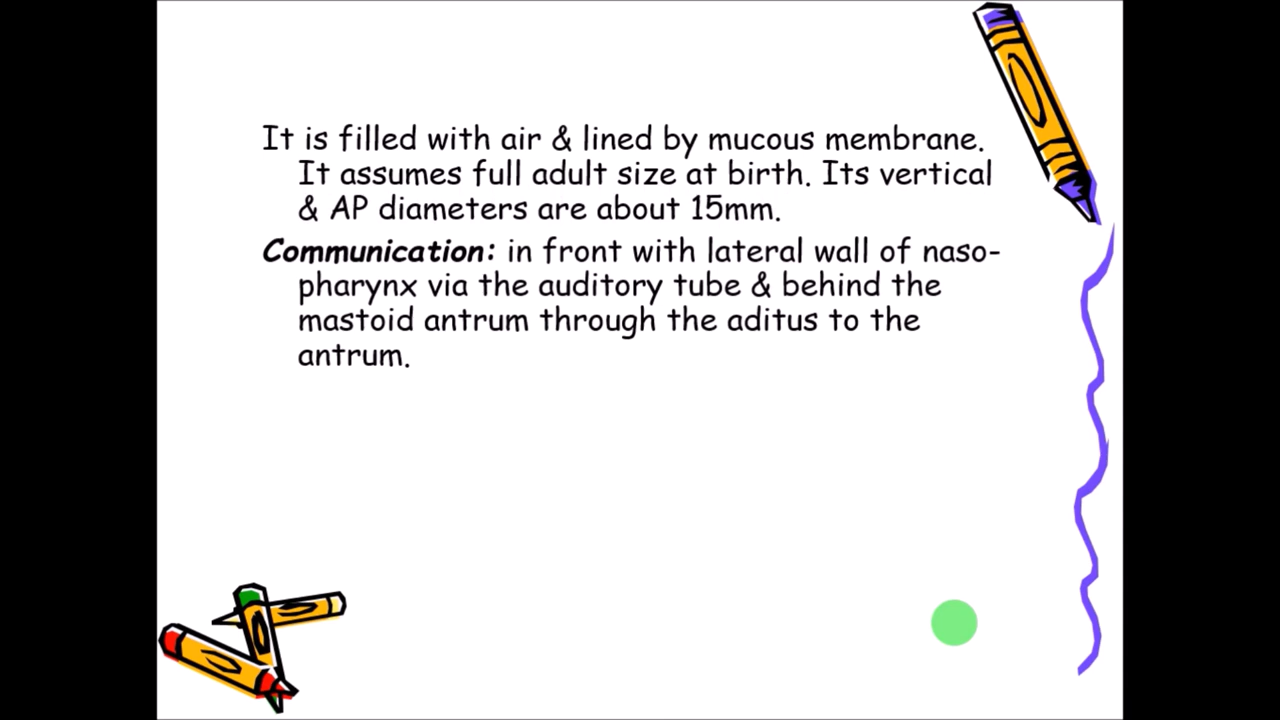 It is filled with air & lined by mucous membrane.
It assumes full adult size at birth. Its vertical
& AP diameters are about 15mm.
Communication: in front with lateral wall of naso-
pharynx via the auditory tube & behind the
mastoid antrum through the aditus to the
antrum.